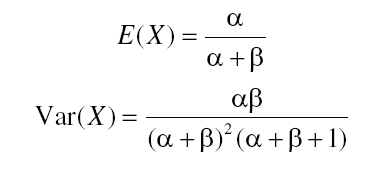 E(X) = α / (α + β)
Var(X) = αβ / ((α + β)² (α + β + 1))